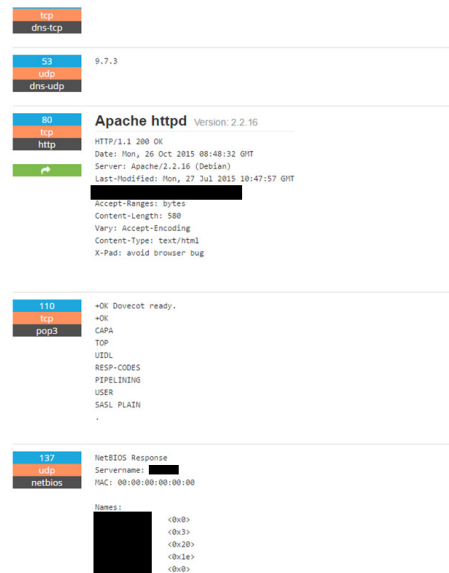 tcp
dns-tcp
53
udp
dns-udp
9.7.3
80
tcp
http
Apache httpd Version: 2.2.16
HTTP/1.1 200 OK
Date: Mon, 26 Oct 2015 08:48:32 GMT
Server: Apache/2.2.16 (Debian)
Last-Modified: Mon, 27 Jul 2015 10:47:57 GMT
Accept-Ranges: bytes
Content-Length: 580
Vary: Accept-Encoding
Content-Type: text/html
X-Pad: avoid browser bug
110
tcp
pop3
+OK Dovecot ready.
+OK
CAPA
TOP
UIDL
RESP-CODES
PIPELINING
USER
SASL PLAIN
.
137
udp
netbios
NetBIOS Response
Servername:
MAC: 00:00:00:00:00:00
Names:
<0x0>
<0x3>
<0x20>
<0x1e>
<0x0>